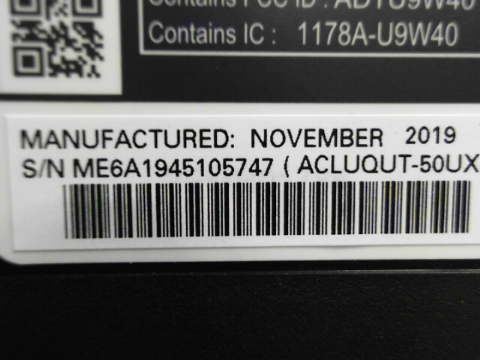 Contains FCC ID : ADTU9W40
Contains IC : 1178A-U9W40
MANUFACTURED: NOVEMBER 2019
S/N ME6A1945105747 ( ACLUQUT-50UX